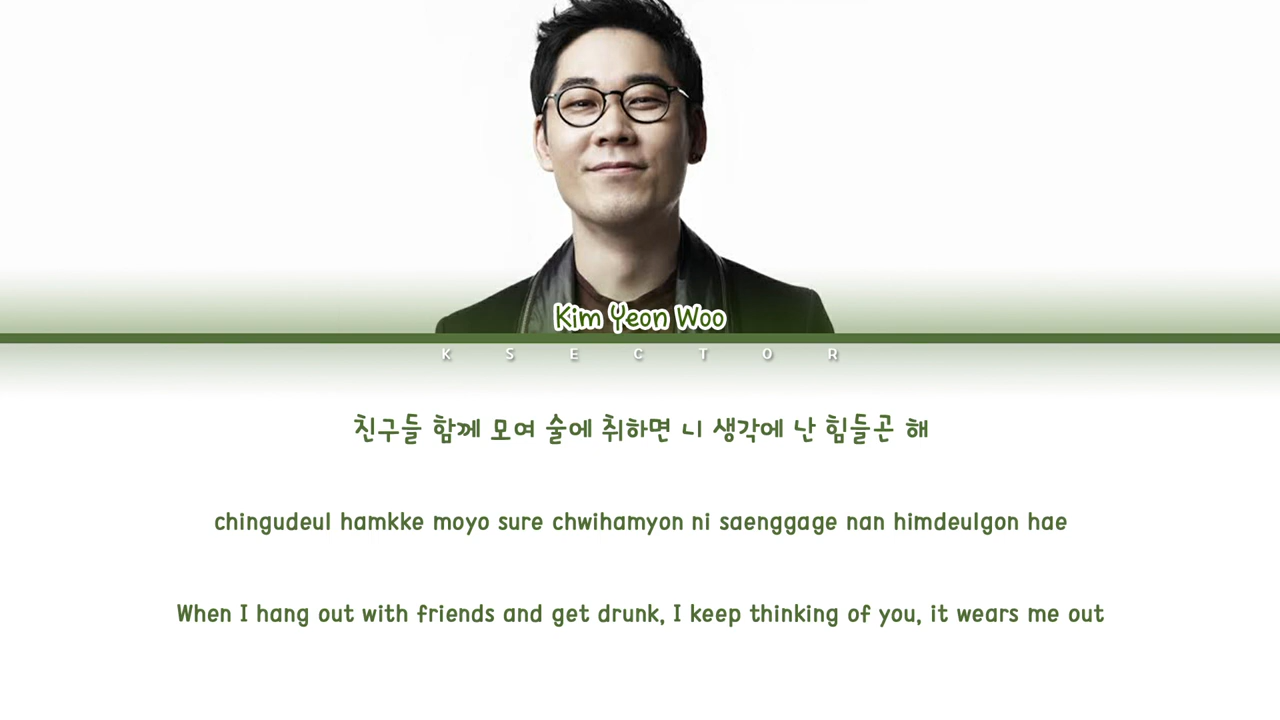 Kim Yeon Woo
K S E C T O R
친구들 함께 모여 술에 취하면 니 생각에 난 힘들곤 해
chingudeul hamkke moyo sure chwihamyon ni saenggage nan himdeulgon hae
When I hang out with friends and get drunk, I keep thinking of you, it wears me out